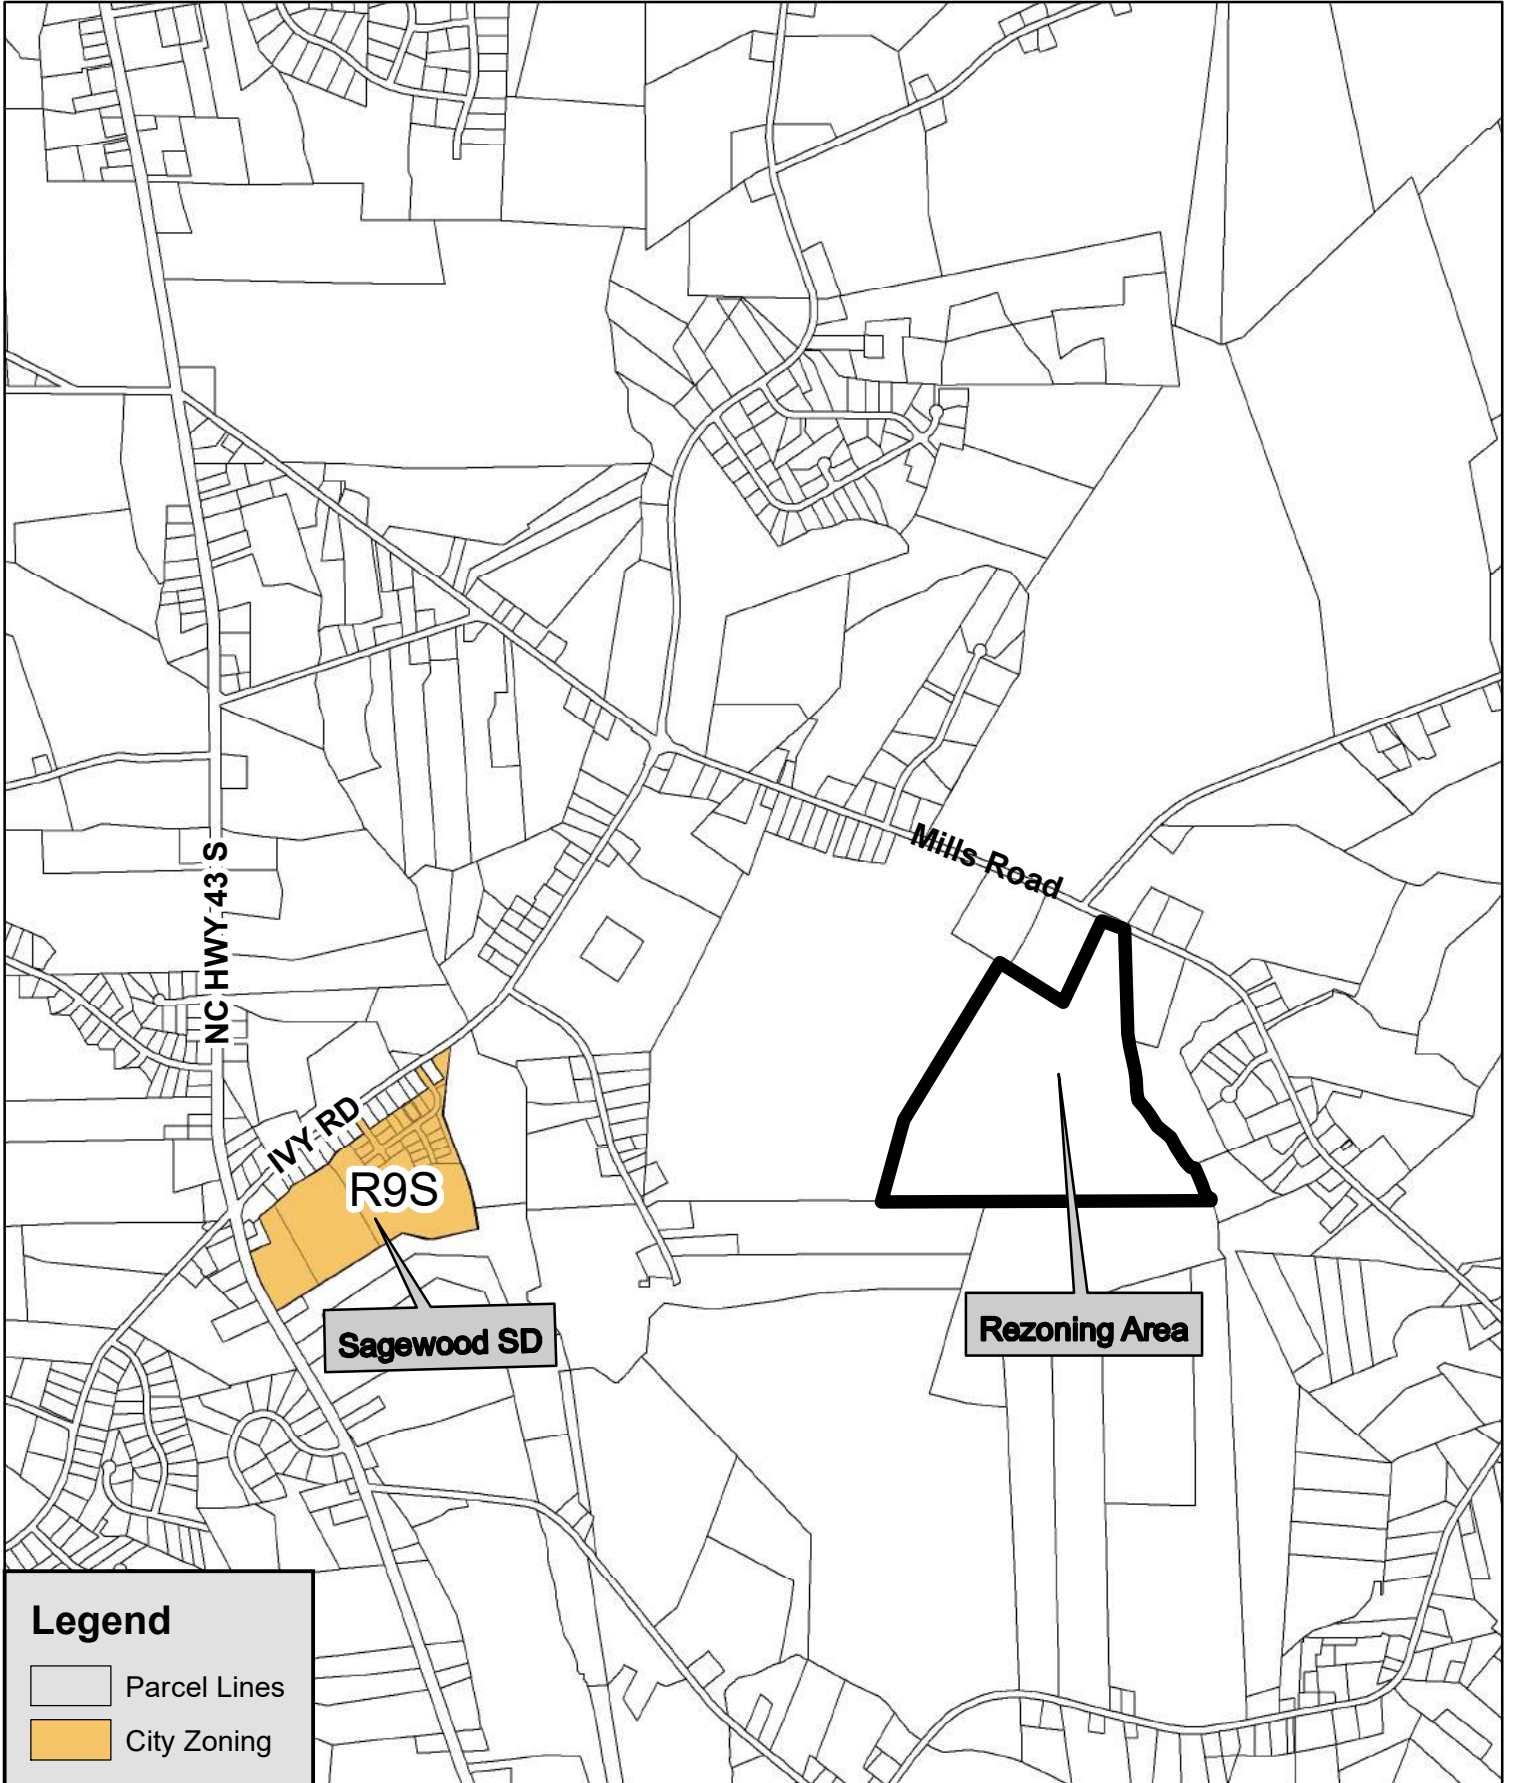 Mills Road
NC HWY 43 S
IVY RD
R9S
Sagewood SD
Rezoning Area
Legend
Parcel Lines
City Zoning